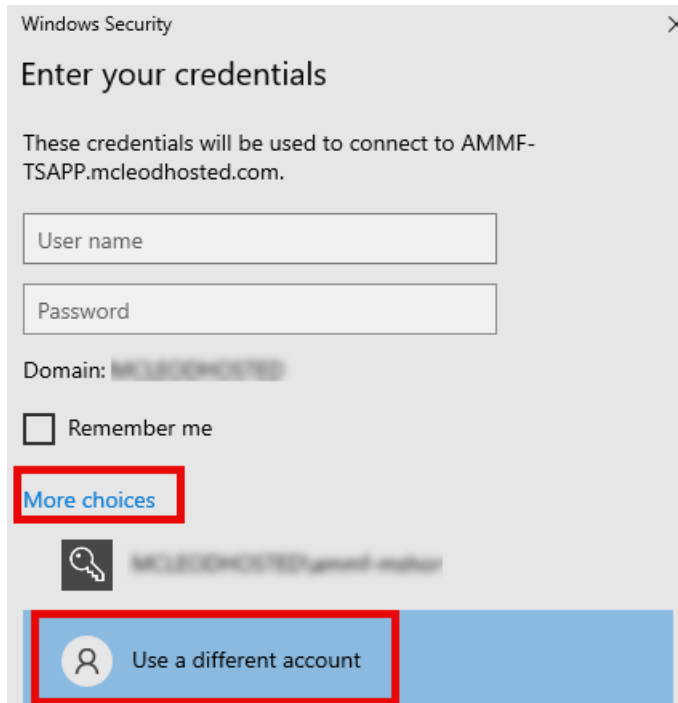 Windows Security
Enter your credentials
These credentials will be used to connect to AMMF-
TSAPP.mcleodhosted.com.
User name
Password
Domain:
Remember me
More choices
Use a different account